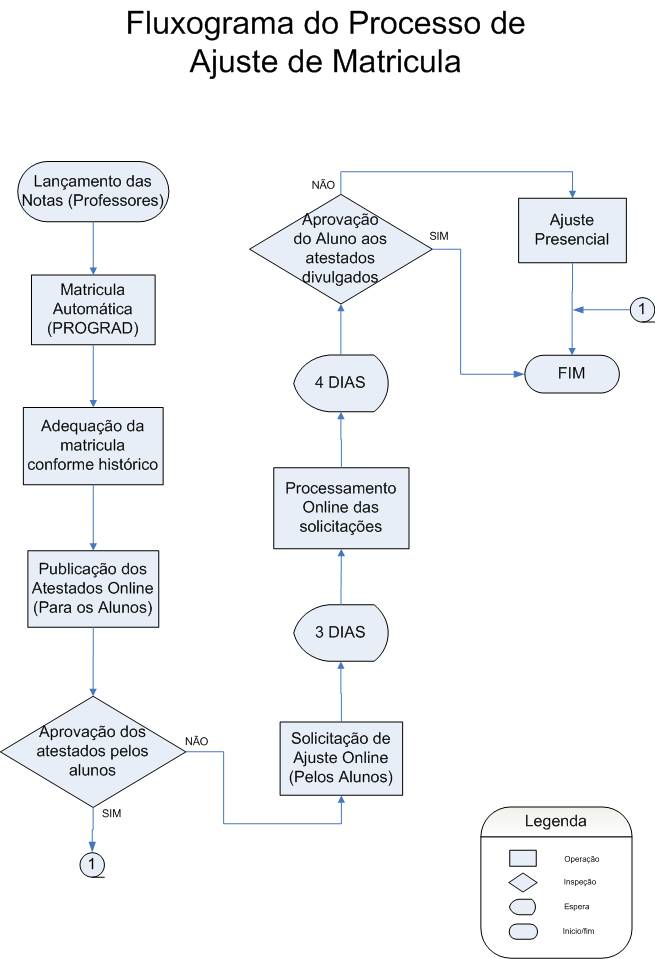 Fluxograma do Processo de
Ajuste de Matricula
Lançamento das
Notas (Professores)
Matricula
Automática
(PROGRAD)
Adequação da
matricula
conforme histórico
Publicação dos
Atestados Online
(Para os Alunos)
Aprovação dos
atestados pelos
alunos
NÃO
SIM
1
Solicitação de
Ajuste Online
(Pelos Alunos)
3 DIAS
Processamento
Online das
solicitações
4 DIAS
Aprovação
do Aluno aos
atestados
divulgados
NÃO
SIM
Ajuste
Presencial
1
FIM
Legenda
Operação
Inspeção
Espera
Inicio/fim